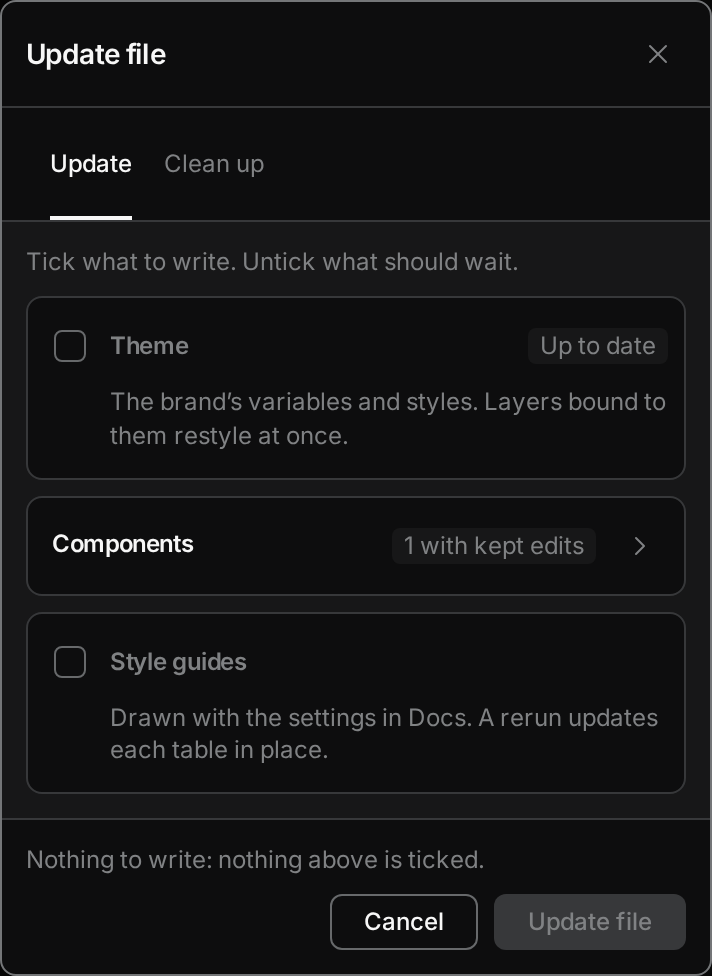 Update file
Update
Clean up
Tick what to write. Untick what should wait.
Theme
Up to date
The brand’s variables and styles. Layers bound to
them restyle at once.
Components
1 with kept edits
Style guides
Drawn with the settings in Docs. A rerun updates
each table in place.
Nothing to write: nothing above is ticked.
Cancel
Update file